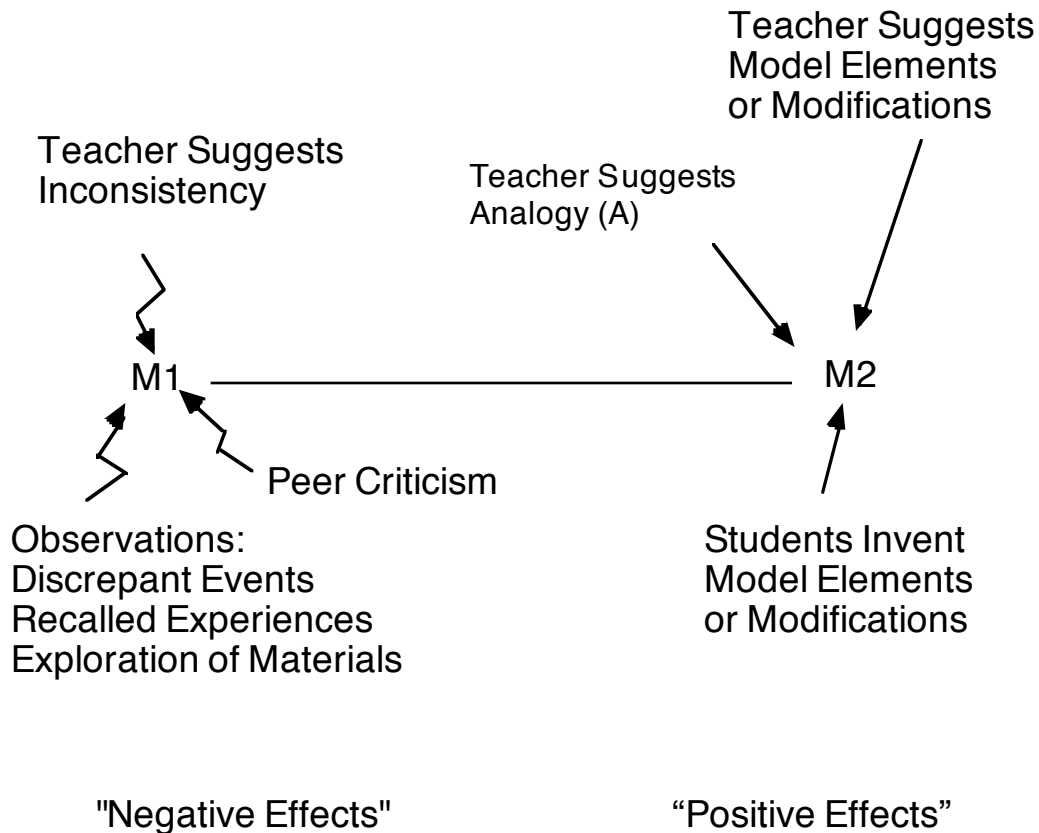 Teacher Suggests
Model Elements
or Modifications
Teacher Suggests
Inconsistency
Teacher Suggests
Analogy (A)
M1
M2
Peer Criticism
Observations:
Discrepant Events
Recalled Experiences
Exploration of Materials
Students Invent
Model Elements
or Modifications
"Negative Effects"
“Positive Effects”